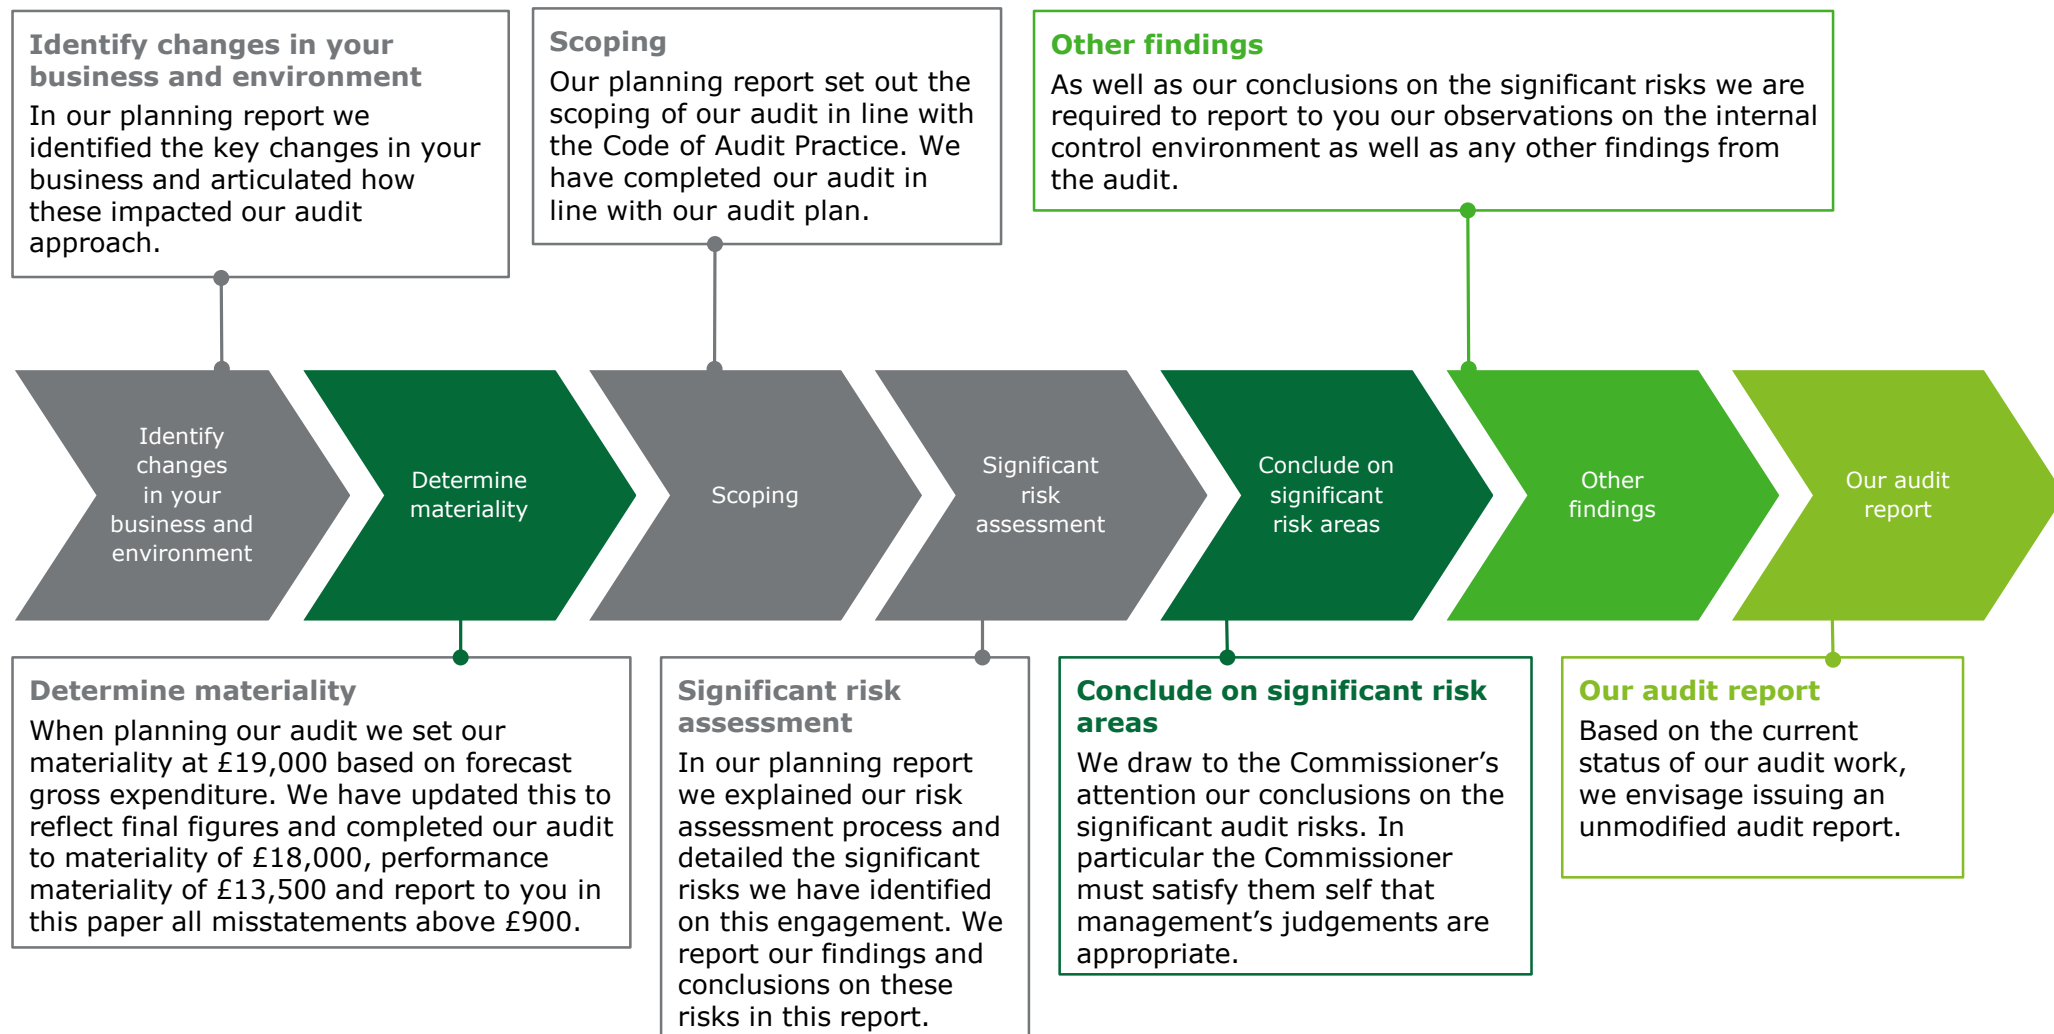 Identify changes in your
business and environment
In our planning report we
identified the key changes in your
business and articulated how
these impacted our audit
approach.
Scoping
Our planning report set out the
scoping of our audit in line with
the Code of Audit Practice. We
have completed our audit in
line with our audit plan.
Other findings
As well as our conclusions on the significant risks we are
required to report to you our observations on the internal
control environment as well as any other findings from
the audit.
Identify
changes
in your
business and
environment
Determine
materiality
Scoping
Significant
risk
assessment
Conclude on
significant
risk areas
Other
findings
Our audit
report
Determine materiality
When planning our audit we set our
materiality at £19,000 based on forecast
gross expenditure. We have updated this to
reflect final figures and completed our audit
to materiality of £18,000, performance
materiality of £13,500 and report to you in
this paper all misstatements above £900.
Significant risk
assessment
In our planning report
we explained our risk
assessment process and
detailed the significant
risks we have identified
on this engagement. We
report our findings and
conclusions on these
risks in this report.
Conclude on significant risk
areas
We draw to the Commissioner’s
attention our conclusions on the
significant audit risks. In
particular the Commissioner
must satisfy them self that
management’s judgements are
appropriate.
Our audit report
Based on the current
status of our audit work,
we envisage issuing an
unmodified audit report.